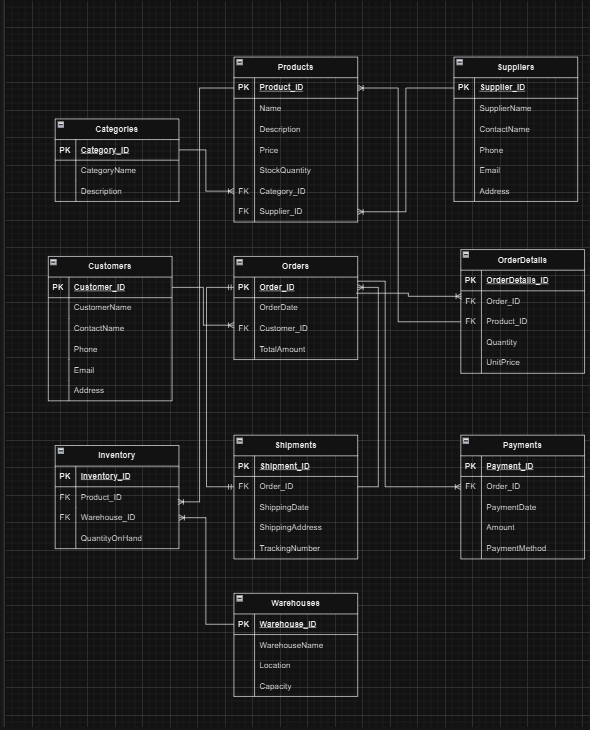 Products
PK Product_ID
Name
Description
Price
StockQuantity
FK Category_ID
FK Supplier_ID
Suppliers
PK Supplier_ID
SupplierName
ContactName
Phone
Email
Address
Categories
PK Category_ID
CategoryName
Description
Customers
PK Customer_ID
CustomerName
ContactName
Phone
Email
Address
Orders
PK Order_ID
OrderDate
FK Customer_ID
TotalAmount
OrderDetails
PK OrderDetails_ID
FK Order_ID
FK Product_ID
Quantity
UnitPrice
Inventory
PK Inventory_ID
FK Product_ID
FK Warehouse_ID
QuantityOnHand
Shipments
PK Shipment_ID
FK Order_ID
ShippingDate
ShippingAddress
TrackingNumber
Payments
PK Payment_ID
FK Order_ID
PaymentDate
Amount
PaymentMethod
Warehouses
PK Warehouse_ID
WarehouseName
Location
Capacity